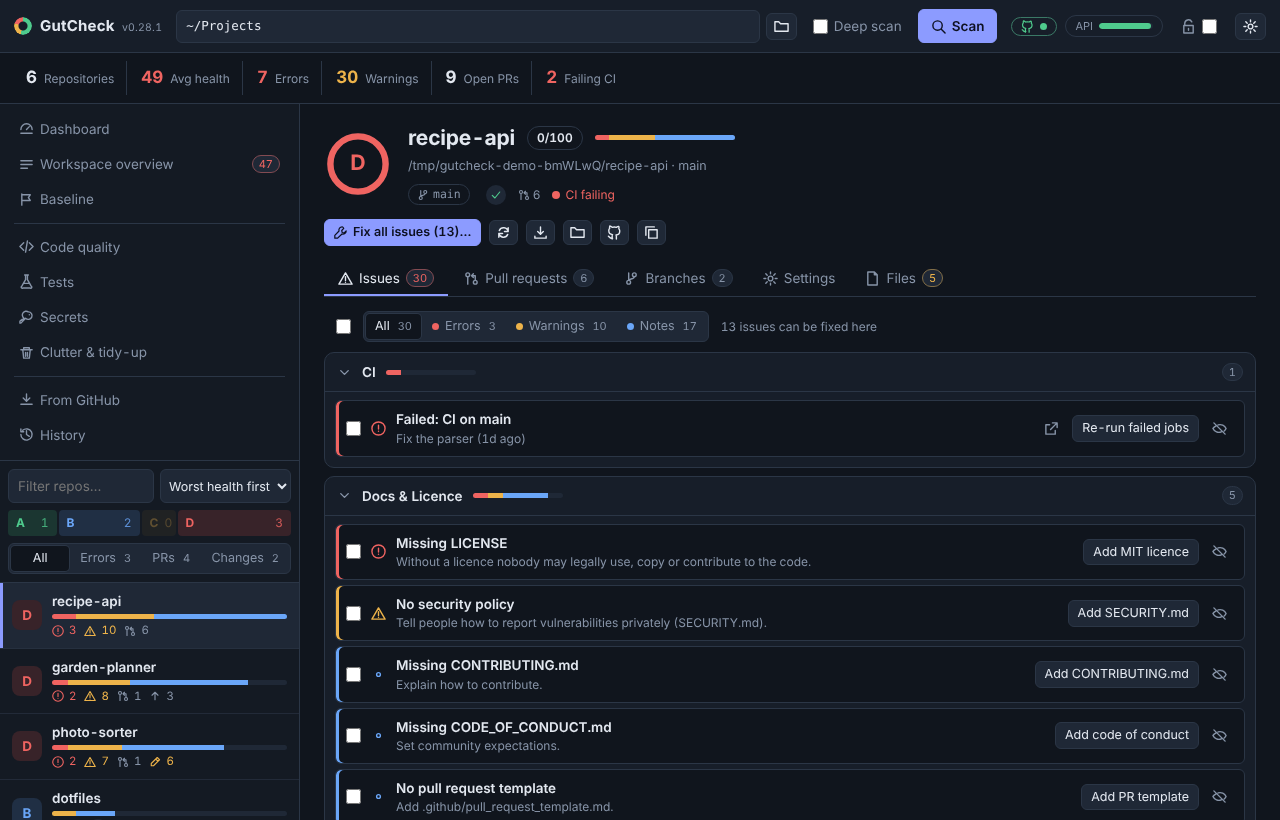 GutCheck v0.28.1
~/Projects
Deep scan
Scan
API
6 Repositories
49 Avg health
7 Errors
30 Warnings
9 Open PRs
2 Failing CI
Dashboard
Workspace overview 47
Baseline
Code quality
Tests
Secrets
Clutter & tidy-up
From GitHub
History
Filter repos...
Worst health first
A 1
B 2
C 0
D 3
All
Errors 3
PRs 4
Changes 2
D
recipe-api
3 10 6
D
garden-planner
2 8 1 3
D
photo-sorter
2 7 1 6
B
dotfiles
D
recipe-api 0/100
/tmp/gutcheck-demo-bmWLwQ/recipe-api · main
main
6
CI failing
Fix all issues (13)...
Issues 30
Pull requests 6
Branches 2
Settings
Files 5
All 30
Errors 3
Warnings 10
Notes 17
13 issues can be fixed here
CI 1
Failed: CI on main
Fix the parser (1d ago)
Re-run failed jobs
Docs & Licence 5
Missing LICENSE
Without a licence nobody may legally use, copy or contribute to the code.
Add MIT licence
No security policy
Tell people how to report vulnerabilities privately (SECURITY.md).
Add SECURITY.md
Missing CONTRIBUTING.md
Explain how to contribute.
Add CONTRIBUTING.md
Missing CODE_OF_CONDUCT.md
Set community expectations.
Add code of conduct
No pull request template
Add .github/pull_request_template.md.
Add PR template